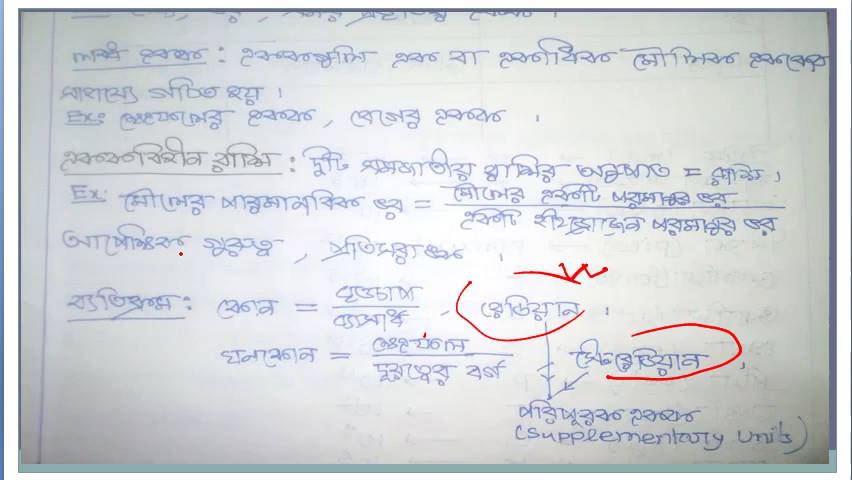 লব্ধ একক : এককগুলি এক বা একাধিক মৌলিক এককের
মাধ্যমে গঠিত হয়।
Ex: ক্ষেত্রফলের একক, বেগের একক ।
এককবিহীন রাশি : দুটি সমজাতীয় রাশির অনুপাত = রাশি।
Ex: মৌলের পারমাণবিক ভর = মৌলের একটি পরমাণুর ভর
একটি হাইড্রোজেন পরমাণুর ভর
আপেক্ষিক গুরুত্ব, প্রতিসরাঙ্ক ।
ব্যতিক্রম : কোন = বৃত্তচাপ / ব্যাসার্ধ , রেডিয়ান ।
ঘনকোন = ক্ষেত্রফল / দূরত্বের বর্গ স্টেরেডিয়ান ,
পরিপূরক একক
(Supplementary Units)